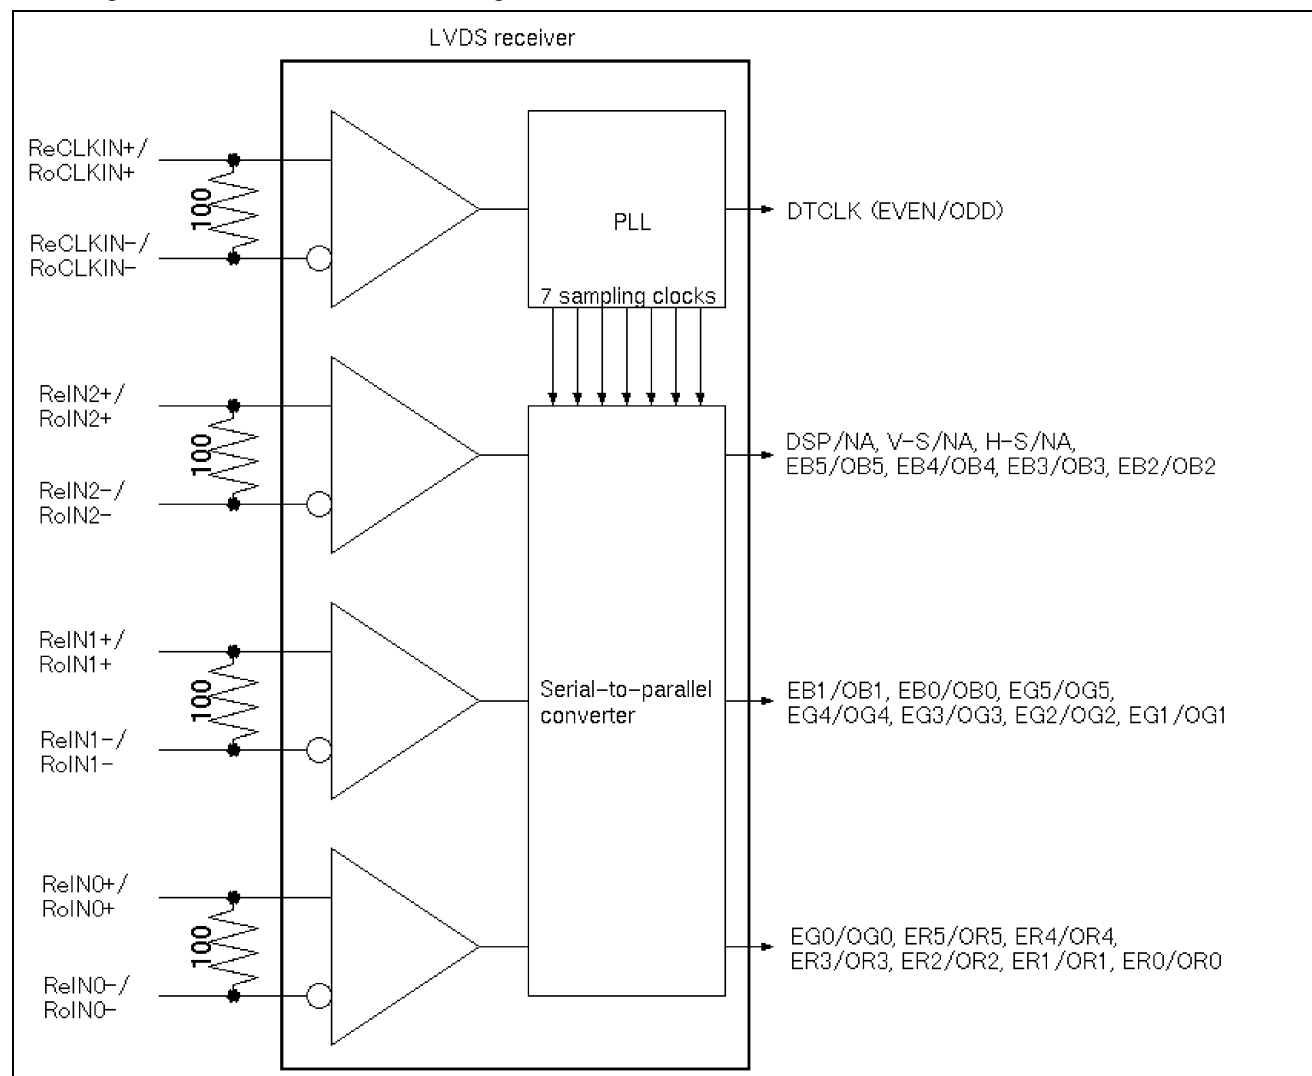 LVDS receiver
ReCLKIN+/
RoCLKIN+
100
ReCLKIN-/
RoCLKIN-
PLL
7 sampling clocks
DTCLK (EVEN/ODD)
ReIN2+/
RoIN2+
100
ReIN2-/
RoIN2-
DSP/NA, V-S/NA, H-S/NA,
EB5/OB5, EB4/OB4, EB3/OB3, EB2/OB2
ReIN1+/
RoIN1+
100
ReIN1-/
RoIN1-
Serial-to-parallel
converter
EB1/OB1, EB0/OB0, EG5/OG5,
EG4/OG4, EG3/OG3, EG2/OG2, EG1/OG1
ReIN0+/
RoIN0+
100
ReIN0-/
RoIN0-
EG0/OG0, ER5/OR5, ER4/OR4,
ER3/OR3, ER2/OR2, ER1/OR1, ER0/OR0